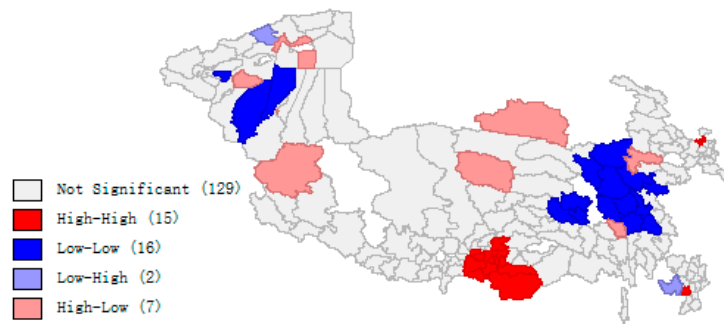 Not Significant (129)
High-High (15)
Low-Low (16)
Low-High (2)
High-Low (7)